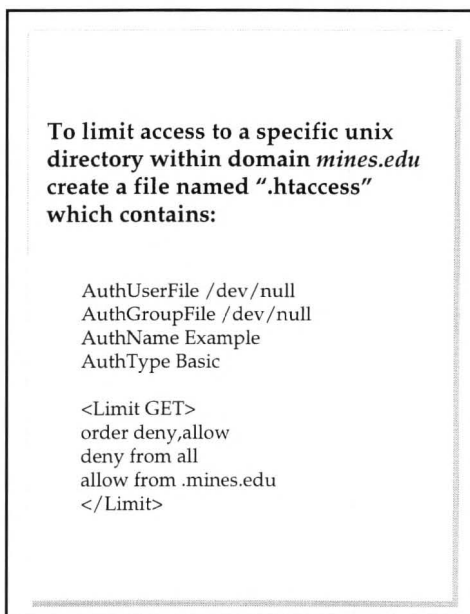 To limit access to a specific unix
directory within domain mines.edu
create a file named ".htaccess"
which contains:
AuthUserFile /dev/null
AuthGroupFile /dev/null
AuthName Example
AuthType Basic
<Limit GET>
order deny,allow
deny from all
allow from .mines.edu
</Limit>